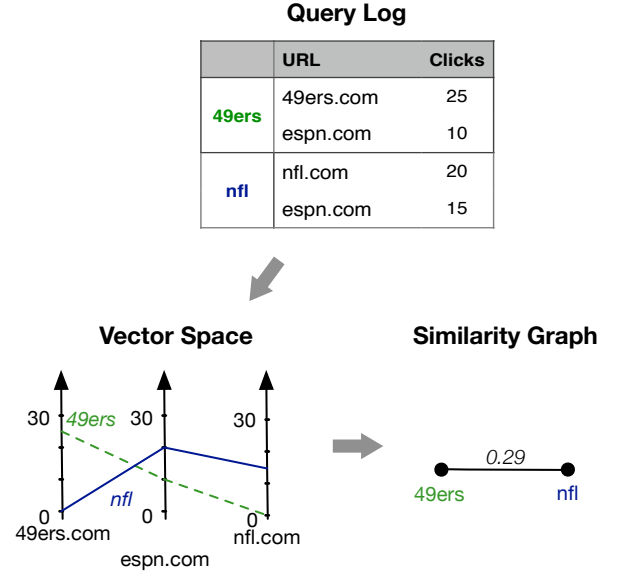 Query Log
URL Clicks
49ers
49ers.com 25
espn.com 10
nfl
nfl.com 20
espn.com 15
Vector Space
Similarity Graph
30 49ers 30 30
nfl
0 0 0
49ers.com
espn.com
nfl.com
0.29
49ers nfl